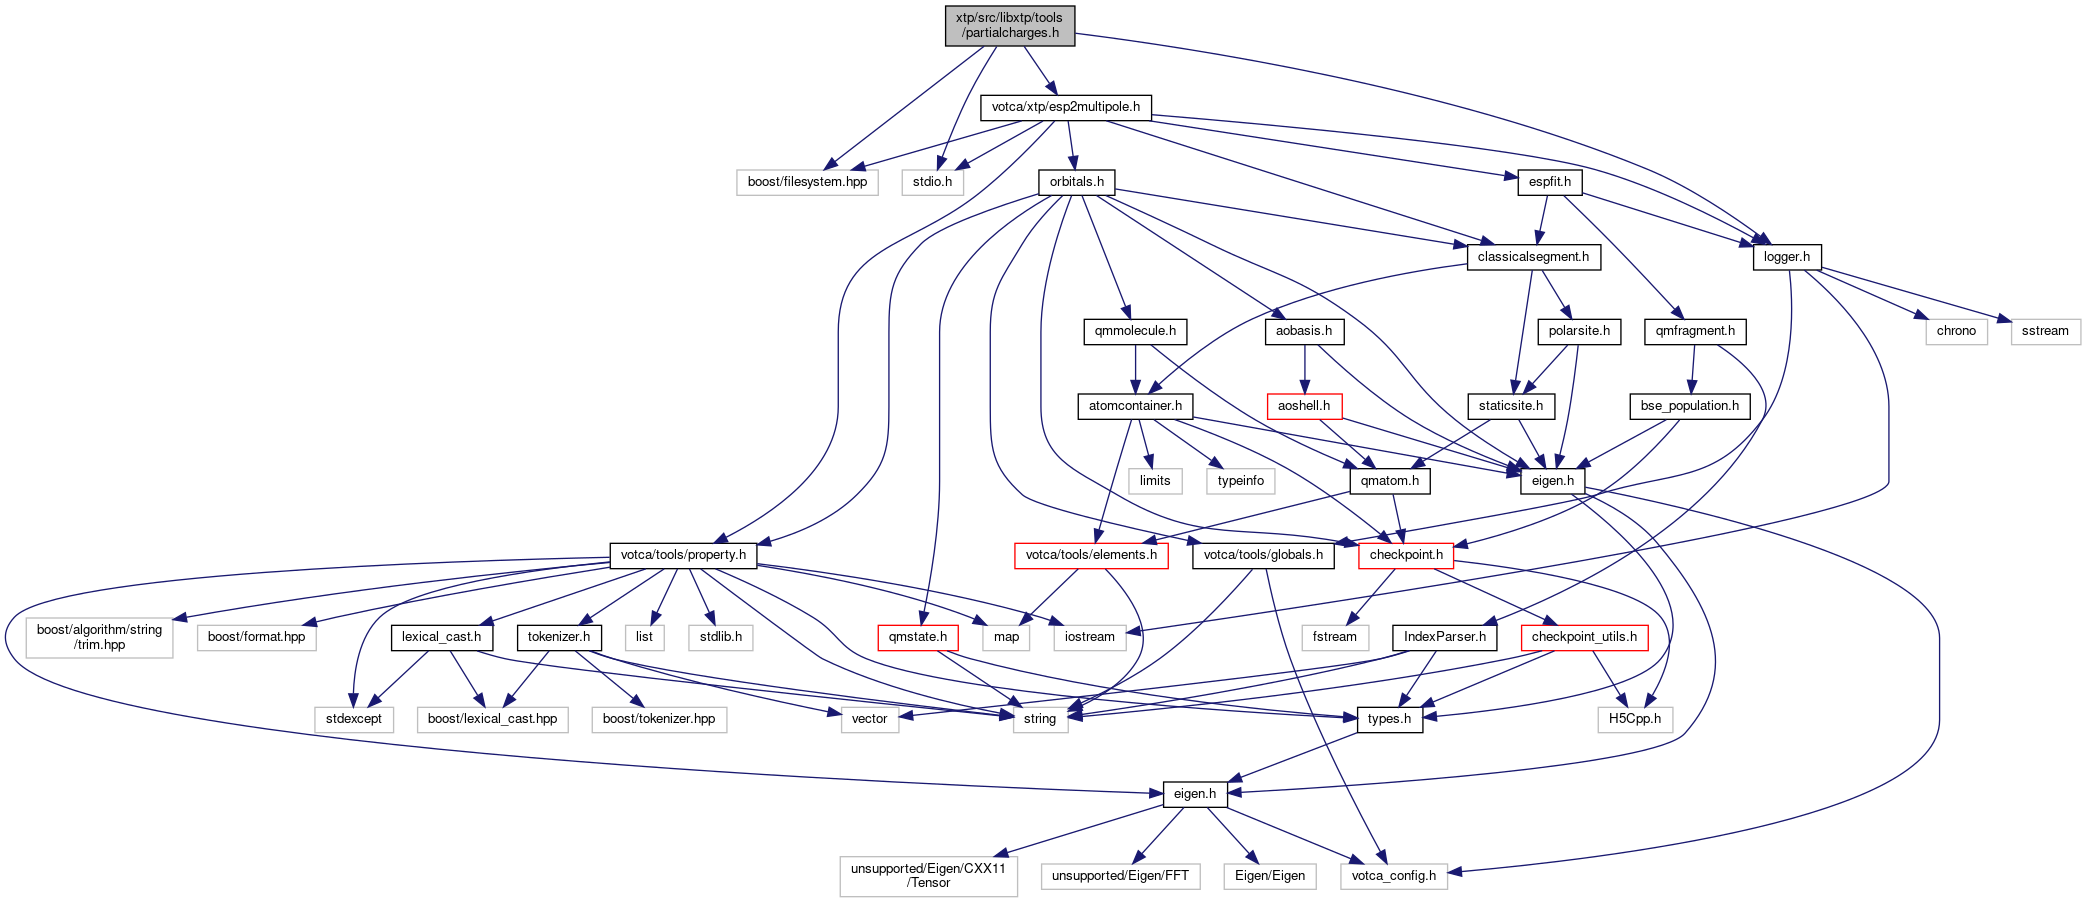 xtp/src/libxtp/tools
/partialcharges.h
votca/xtp/esp2multipole.h
boost/filesystem.hpp
stdio.h
orbitals.h
espfit.h
classicalsegment.h
logger.h
qmmolecule.h
aobasis.h
polarsite.h
qmfragment.h
chrono
sstream
atomcontainer.h
aoshell.h
staticsite.h
bse_population.h
limits
typeinfo
qmatom.h
eigen.h
votca/tools/property.h
votca/tools/elements.h
votca/tools/globals.h
checkpoint.h
boost/algorithm/string
/trim.hpp
boost/format.hpp
lexical_cast.h
tokenizer.h
list
stdlib.h
qmstate.h
map
iostream
fstream
IndexParser.h
checkpoint_utils.h
stdexcept
boost/lexical_cast.hpp
boost/tokenizer.hpp
vector
string
types.h
H5Cpp.h
eigen.h
unsupported/Eigen/CXX11
/Tensor
unsupported/Eigen/FFT
Eigen/Eigen
votca_config.h